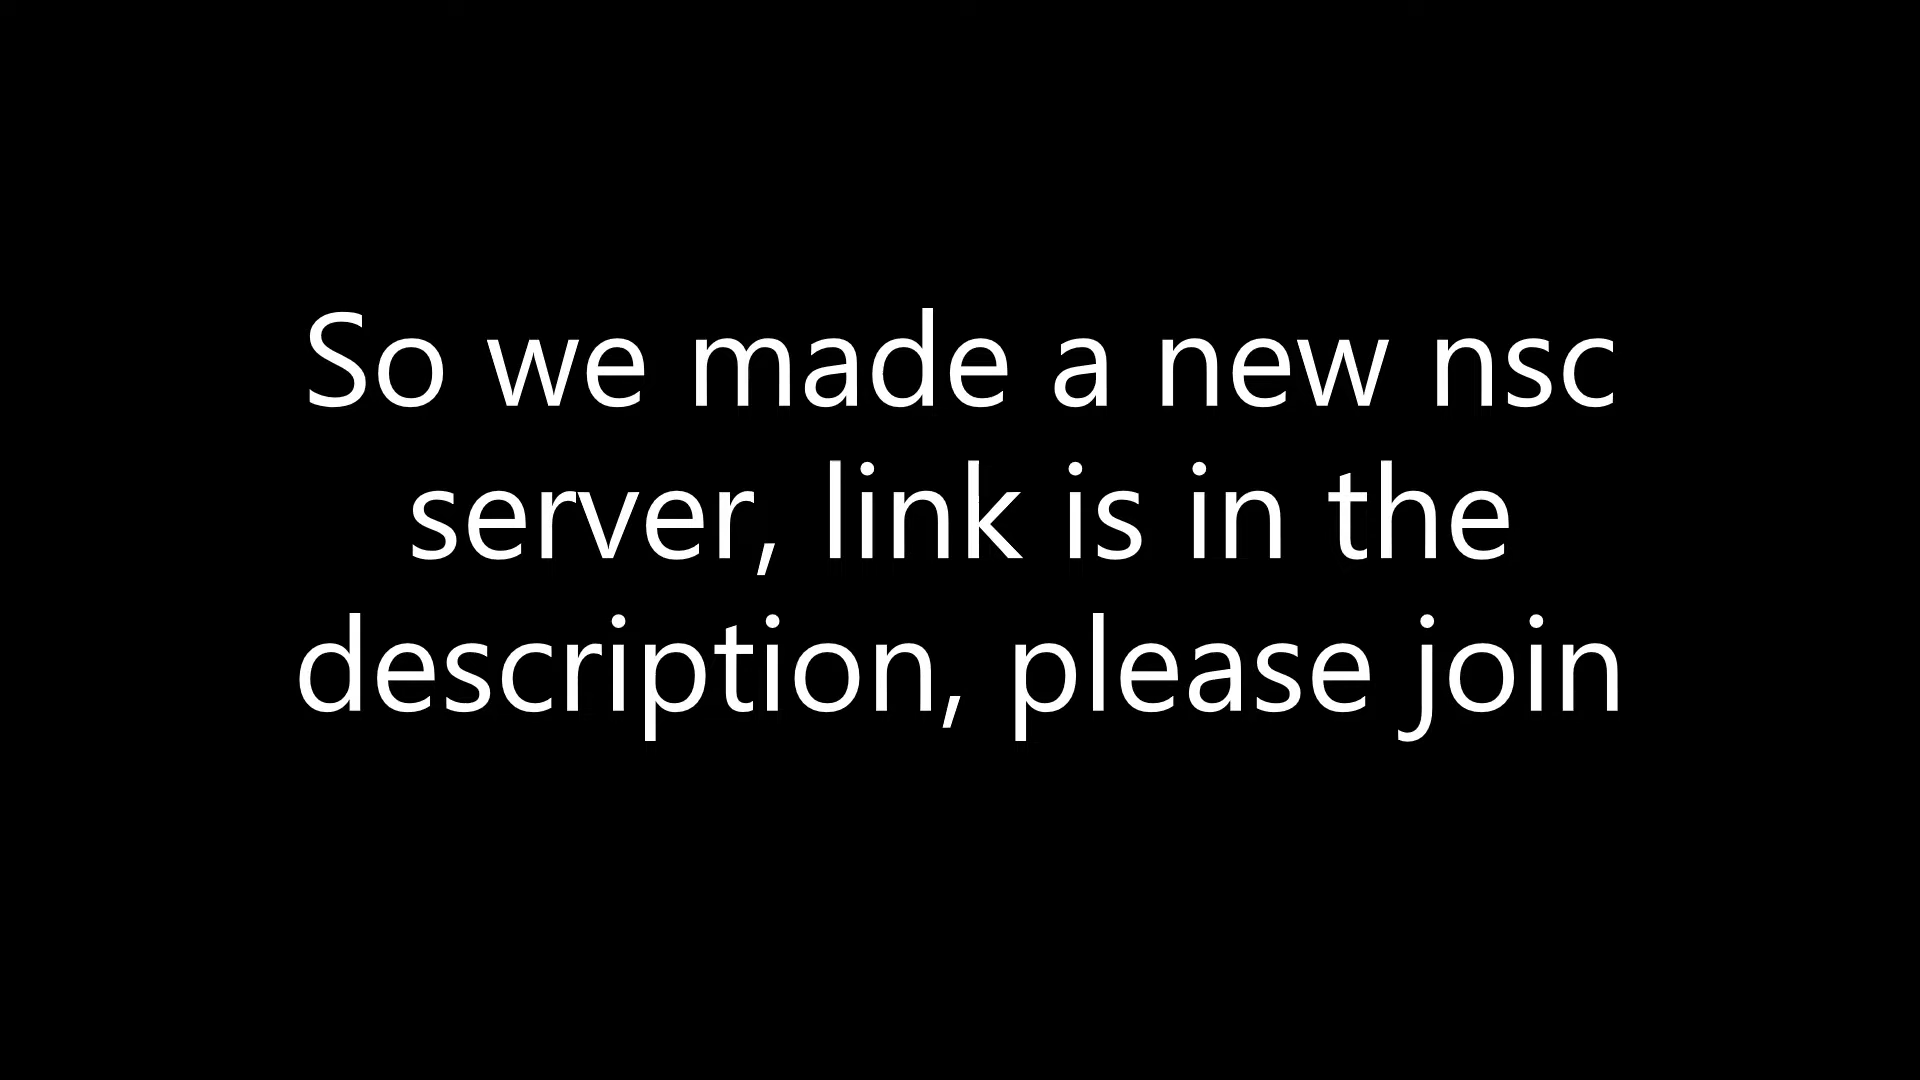 So we made a new nsc
server, link is in the
description, please join